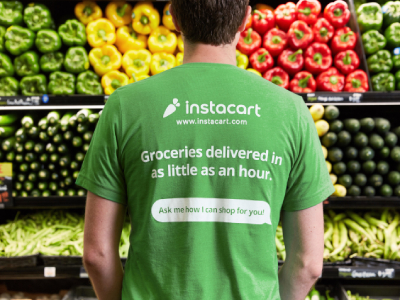 instacart
www.instacart.com
Groceries delivered in
as little as an hour.
Ask me how I can shop for you!